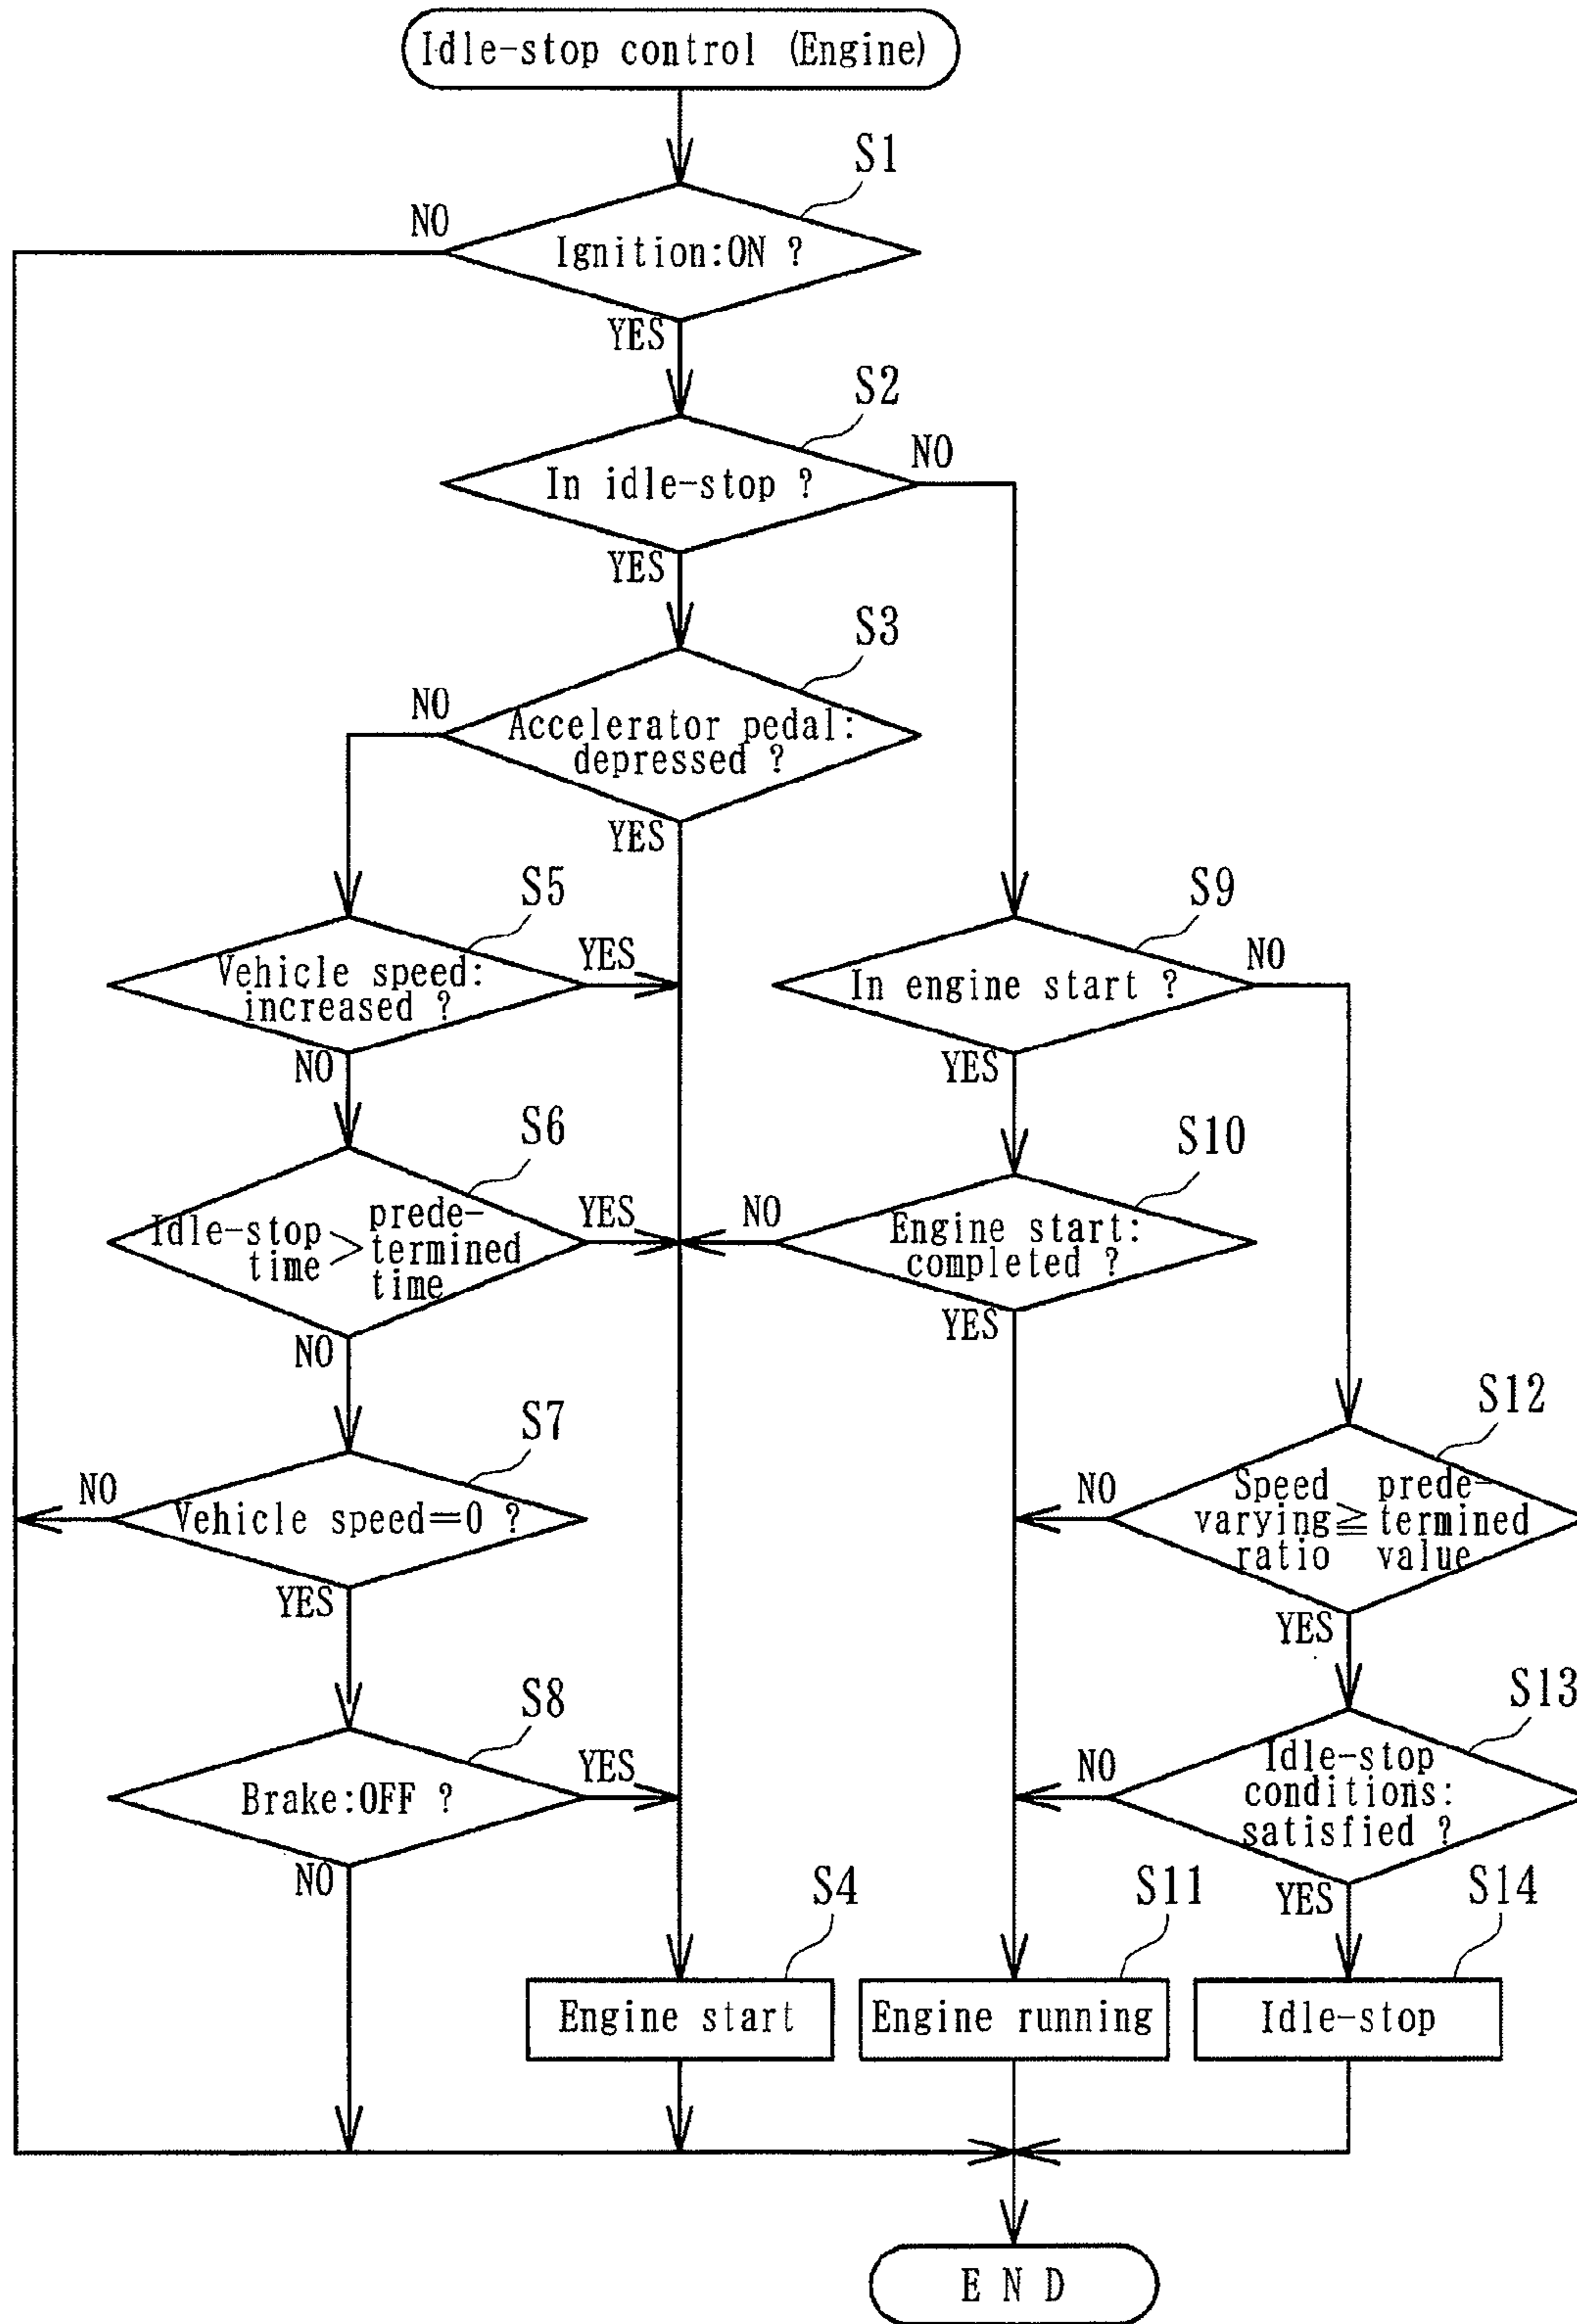 Idle-stop control (Engine)
S1
NO
Ignition:ON ?
YES
S2
NO
In idle-stop ?
YES
S3
NO
Accelerator pedal:
depressed ?
YES
S5
S9
YES
NO
Vehicle speed:
increased ?
In engine start ?
NO
YES
S6
S10
Idle-stop
time
>
prede-
termined
time
YES
NO
Engine start:
completed ?
NO
YES
S7
S12
NO
Vehicle speed=0 ?
NO
Speed
varying
ratio
≧
prede-
termined
value
YES
YES
S8
S13
YES
Brake:OFF ?
NO
Idle-stop
conditions:
satisfied ?
NO
YES
S4
S11
S14
Engine start
Engine running
Idle-stop
E N D